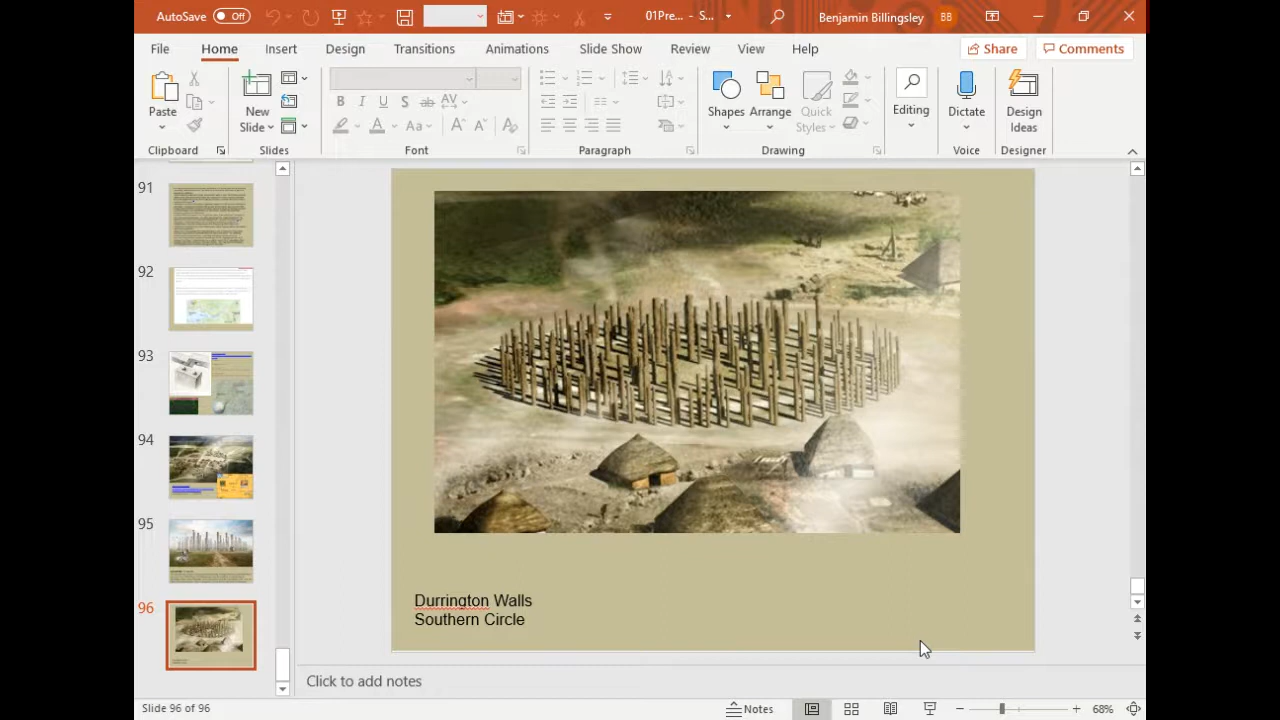 AutoSave Off 01Pre... - S... Benjamin Billingsley BB
File Home Insert Design Transitions Animations Slide Show Review View Help Share Comments
Paste
New
Slide
B I U S ab AV
A Aa A A A
Shapes Arrange Quick
Styles
Editing
Dictate
Design
Ideas
Clipboard Slides Font Paragraph Drawing Voice Designer
91
92
93
94
95
96
Durrington Walls
Southern Circle
Click to add notes
Slide 96 of 96 Notes 68%